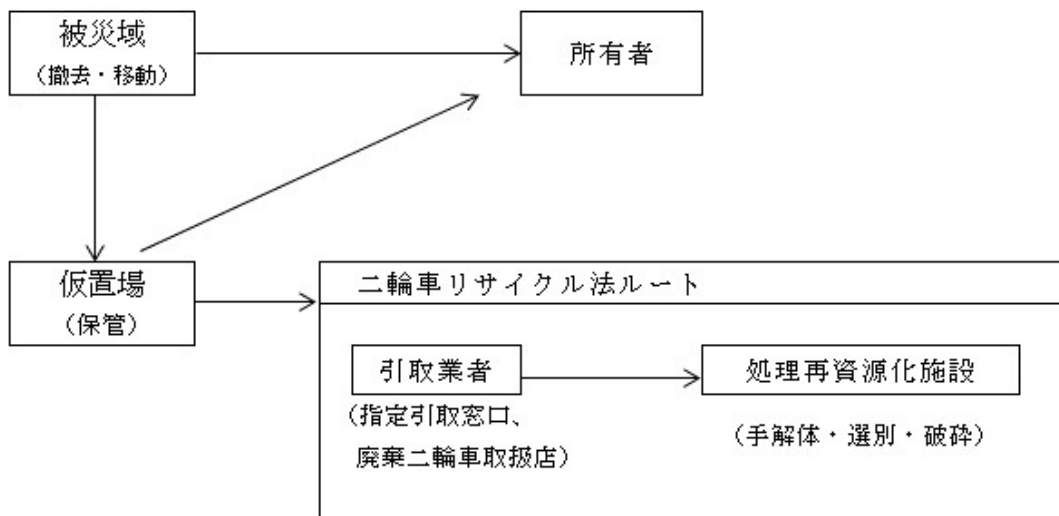 被災域
(撤去・移動)
所有者
仮置場
(保管)
二輪車リサイクル法ルート
引取業者
(指定引取窓口、
廃棄二輪車取扱店)
処理再資源化施設
(手解体・選別・破砕)